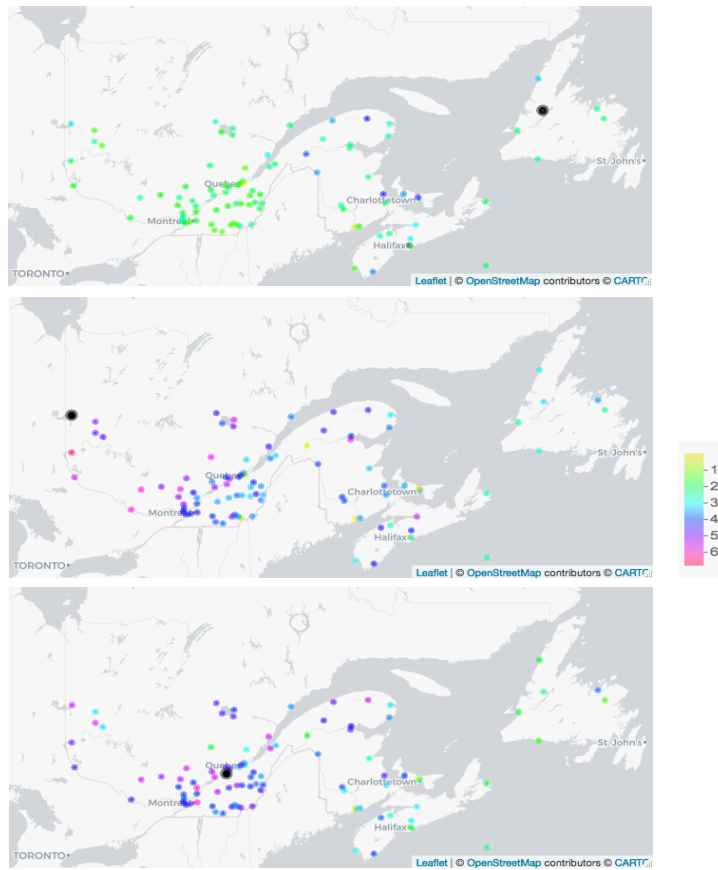 Quebec
Charlottetown
Montreal
Halifax
St. John's
TORONTO
Leaflet | © OpenStreetMap contributors © CARTO
Quebec
Charlottetown
Montreal
Halifax
St. John's
TORONTO
Leaflet | © OpenStreetMap contributors © CARTO
1
2
3
4
5
6
Quebec
Charlottetown
Montreal
Halifax
St. John's
TORONTO
Leaflet | © OpenStreetMap contributors © CARTO